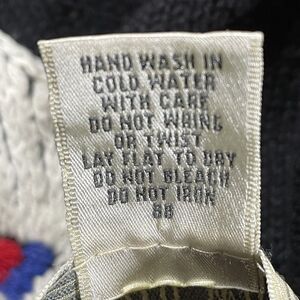 HAND WASH IN
COLD WATER
WITH CARE
DO NOT WRING
OR TWIST
LAY FLAT TO DRY
DO NOT BLEACH
DO NOT IRON
88